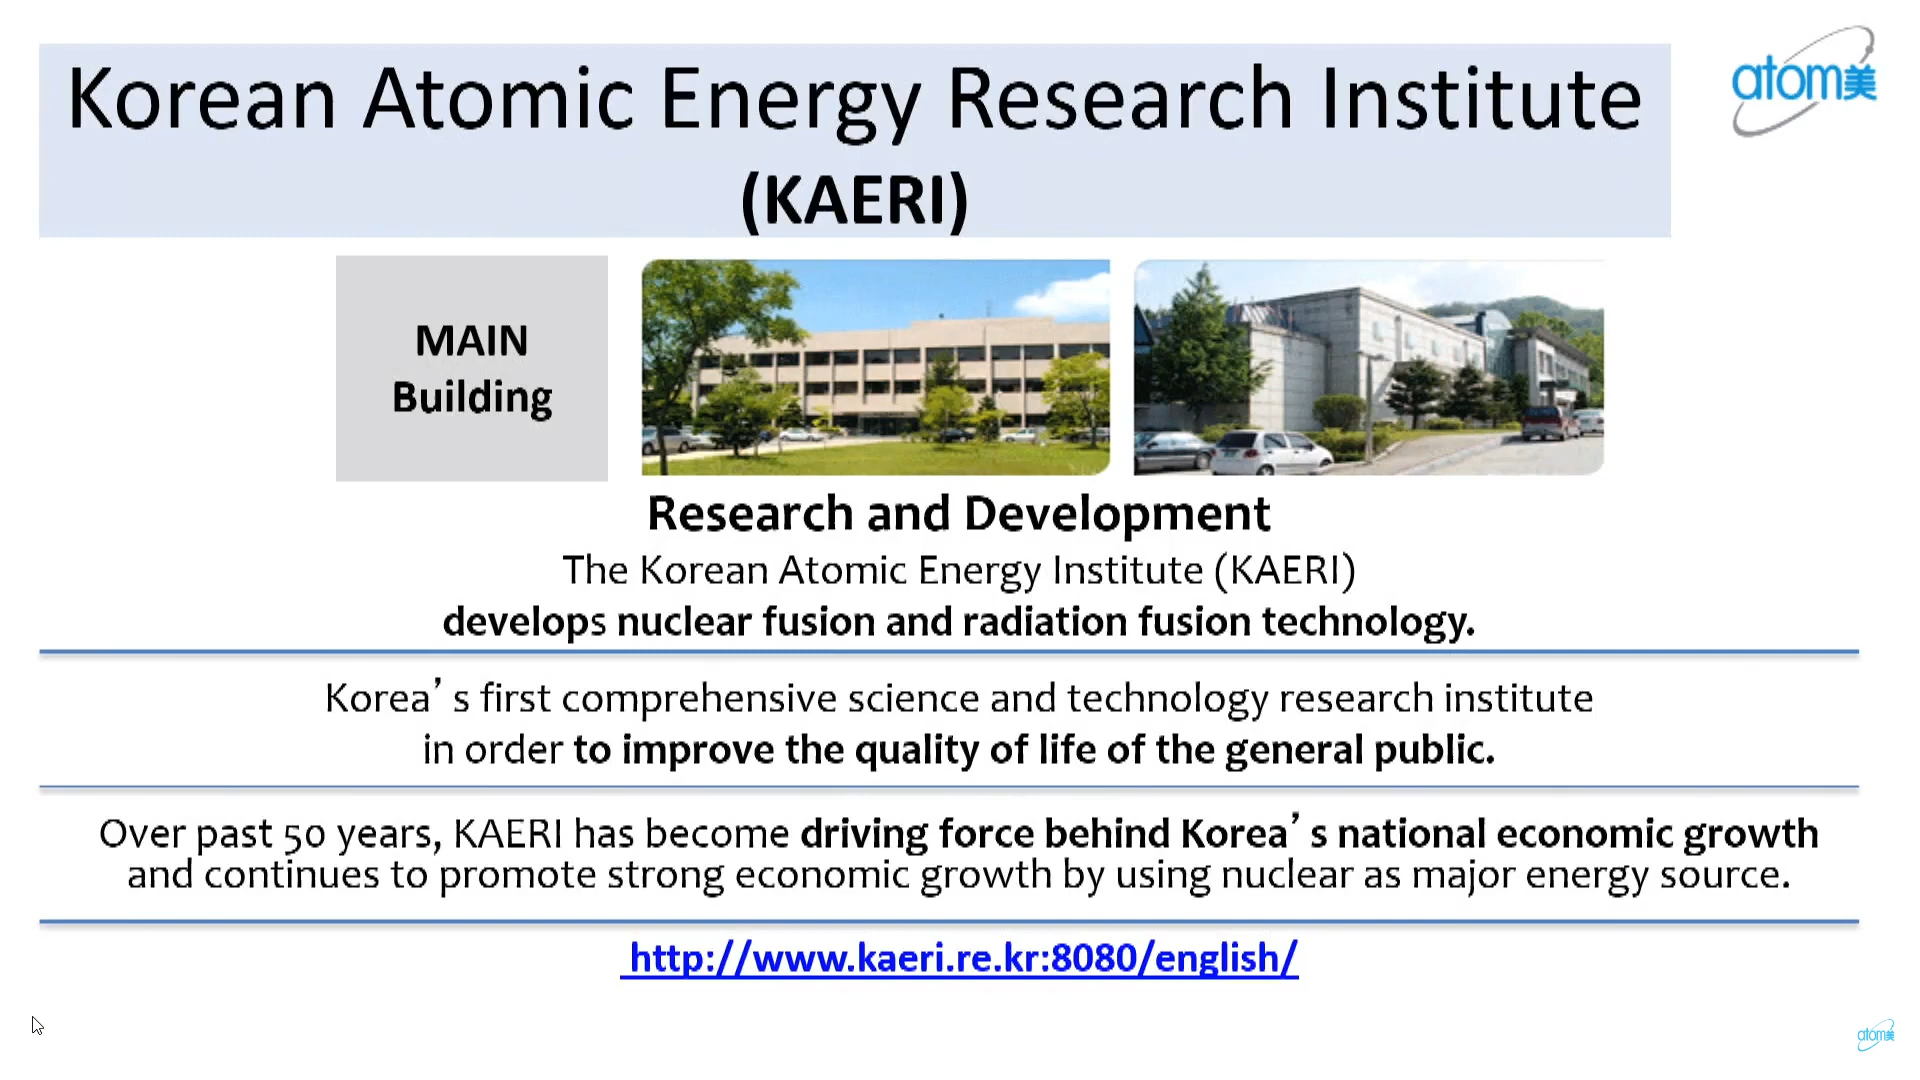 Korean Atomic Energy Research Institute
(KAERI)
atom美
MAIN
Building
Research and Development
The Korean Atomic Energy Institute (KAERI)
develops nuclear fusion and radiation fusion technology.
Korea’s first comprehensive science and technology research institute
in order to improve the quality of life of the general public.
Over past 50 years, KAERI has become driving force behind Korea’s national economic growth
and continues to promote strong economic growth by using nuclear as major energy source.
http://www.kaeri.re.kr:8080/english/
atom美